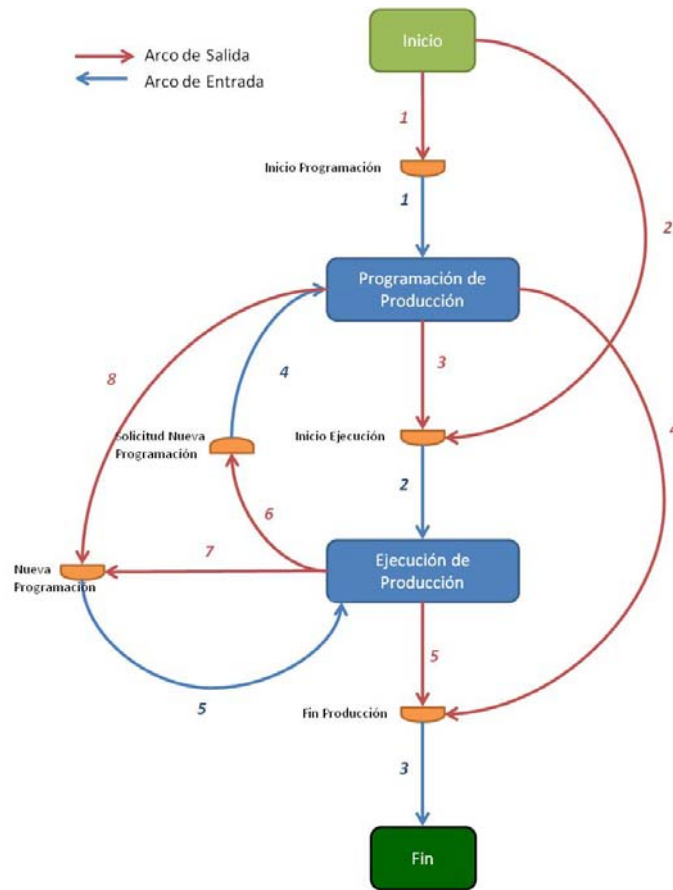 Inicio
Arco de Salida
Arco de Entrada
1
Inicio Programación
1
2
Programación de
Producción
3
4
8
4
Solicitud Nueva
Programación
Inicio Ejecución
2
6
7
Ejecución de
Producción
Nueva
Programación
5
5
Fin Producción
3
Fin